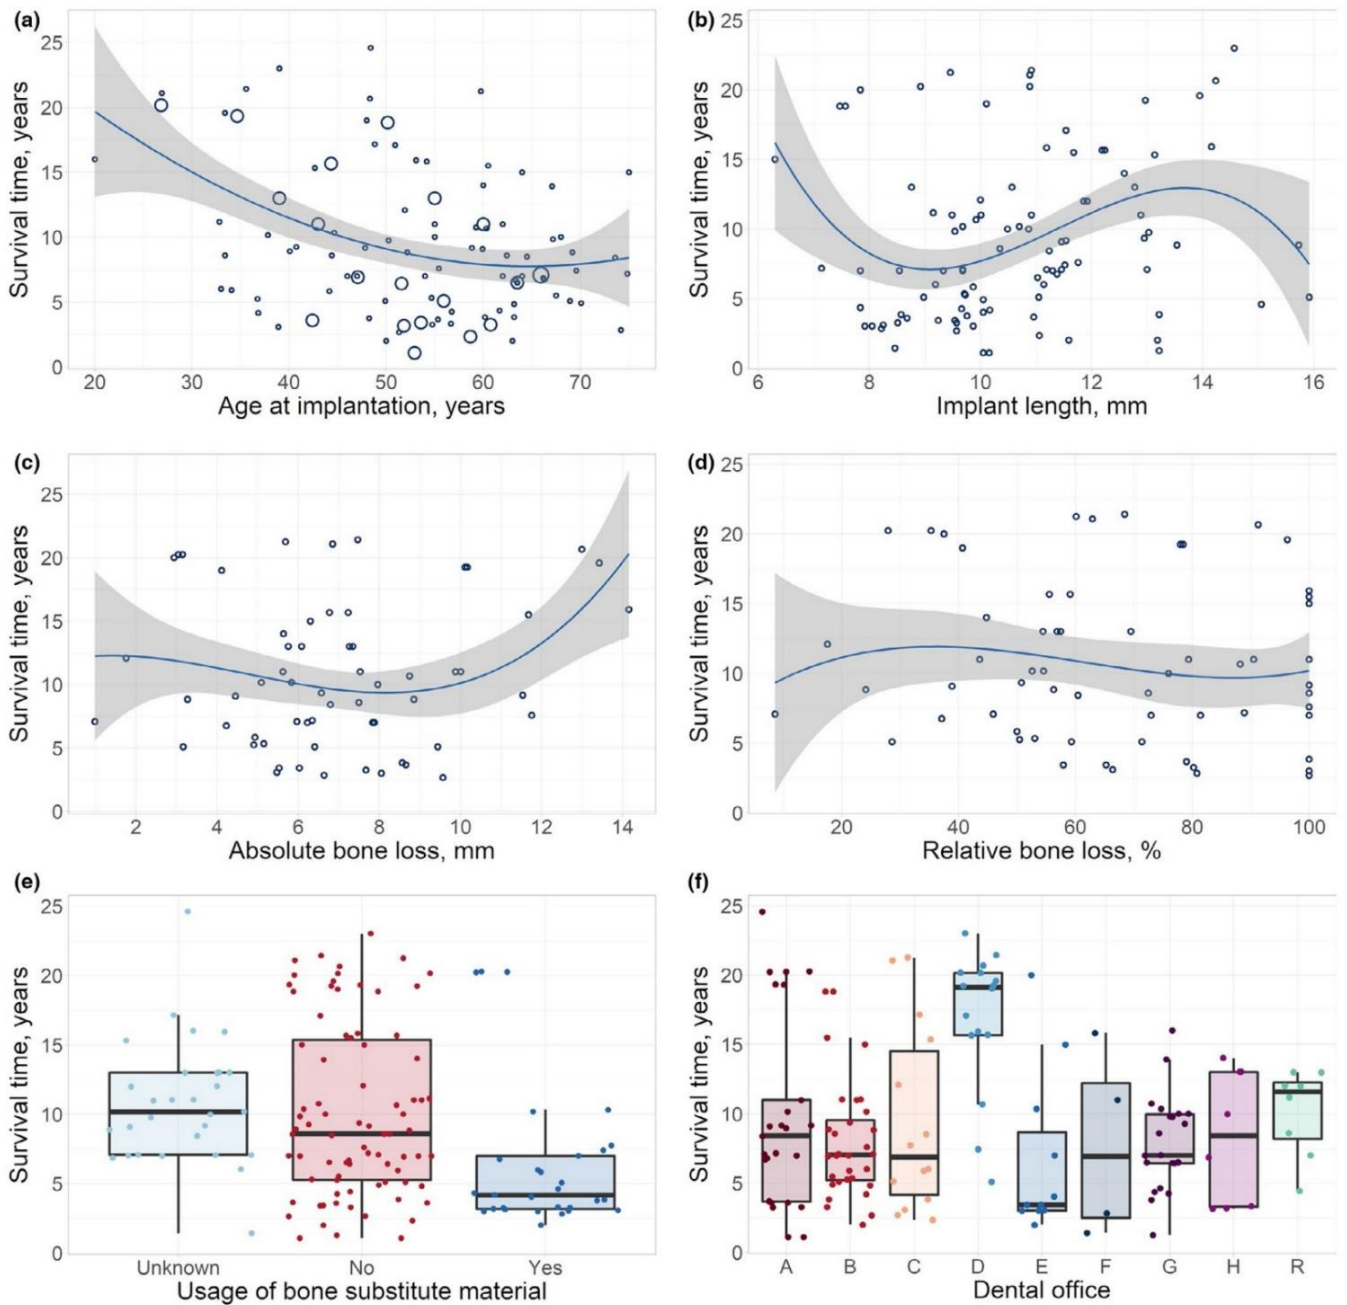 (a)
25
20
15
10
5
0
Survival time, years
20 30 40 50 60 70
Age at implantation, years
(b)
25
20
15
10
5
0
Survival time, years
6 8 10 12 14 16
Implant length, mm
(c)
25
20
15
10
5
0
Survival time, years
2 4 6 8 10 12 14
Absolute bone loss, mm
(d)
25
20
15
10
5
0
Survival time, years
20 40 60 80 100
Relative bone loss, %
(e)
25
20
15
10
5
0
Survival time, years
Unknown No Yes
Usage of bone substitute material
(f)
25
20
15
10
5
0
Survival time, years
A B C D E F G H R
Dental office